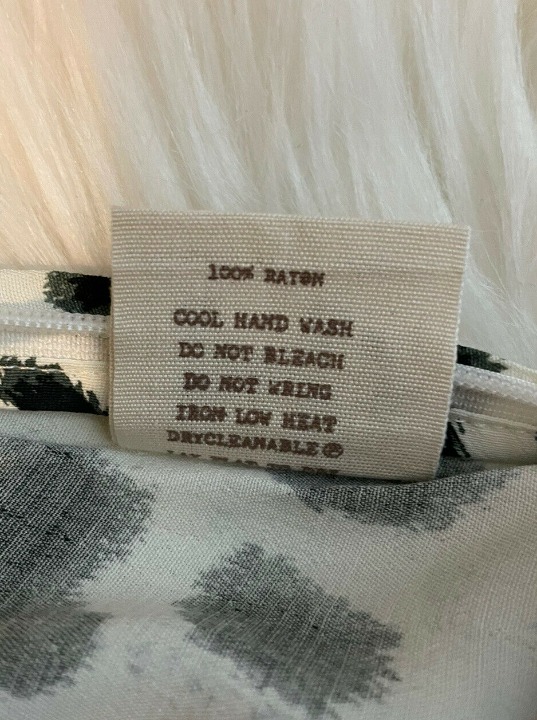 100% RAYON
COOL HAND WASH
DO NOT BLEACH
DO NOT WRING
IRON LOW HEAT
DRYCLEANABLE Ⓟ